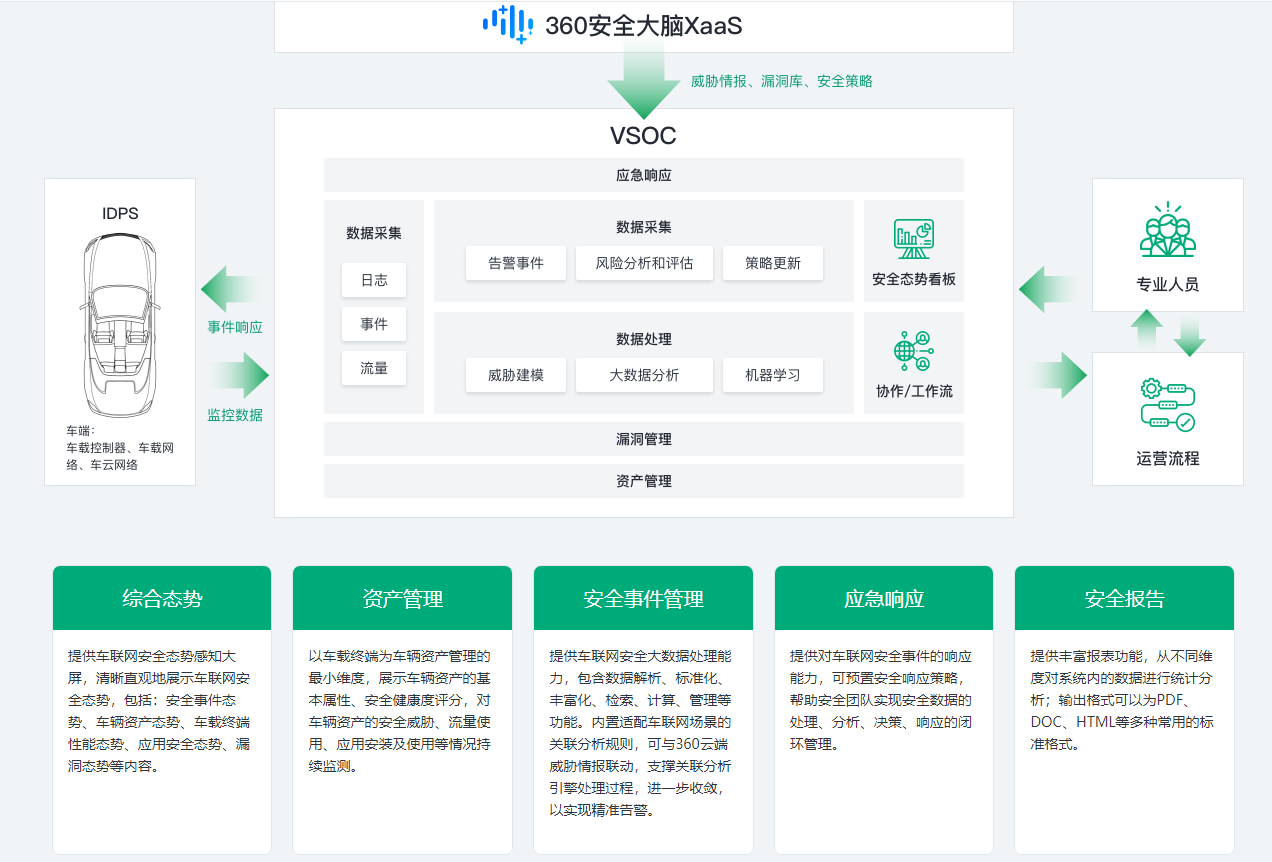 360安全大脑XaaS
威胁情报、漏洞库、安全策略
VSOC
应急响应
IDPS
车端：
车载控制器、车载网
络、车云网络
事件响应
监控数据
数据采集
日志
事件
流量
数据采集
告警事件
风险分析和评估
策略更新
数据处理
威胁建模
大数据分析
机器学习
安全态势看板
协作/工作流
漏洞管理
资产管理
专业人员
运营流程
综合态势
提供车联网安全态势感知大
屏，清晰直观地展示车联网安
全态势，包括：安全事件态
势、车辆资产态势、车载终端
性能态势、应用安全态势、漏
洞态势等内容。
资产管理
以车载终端为车辆资产管理的
最小维度，展示车辆资产的基
本属性、安全健康度评分，对
车辆资产的安全威胁、流量使
用、应用安装及使用等情况持
续监测。
安全事件管理
提供车联网安全大数据处理能
力，包含数据解析、标准化、
丰富化、检索、计算、管理等
功能。内置适配车联网场景的
关联分析规则，可与360云端
威胁情报联动，支撑关联分析
引擎处理过程，进一步收敛，
以实现精准告警。
应急响应
提供对车联网安全事件的响应
能力，可预置安全响应策略，
帮助安全团队实现安全数据的
处理、分析、决策、响应的闭
环管理。
安全报告
提供丰富报表功能，从不同维
度对系统内的数据进行统计分
析；输出格式可以为PDF、
DOC、HTML等多种常用的标
准格式。